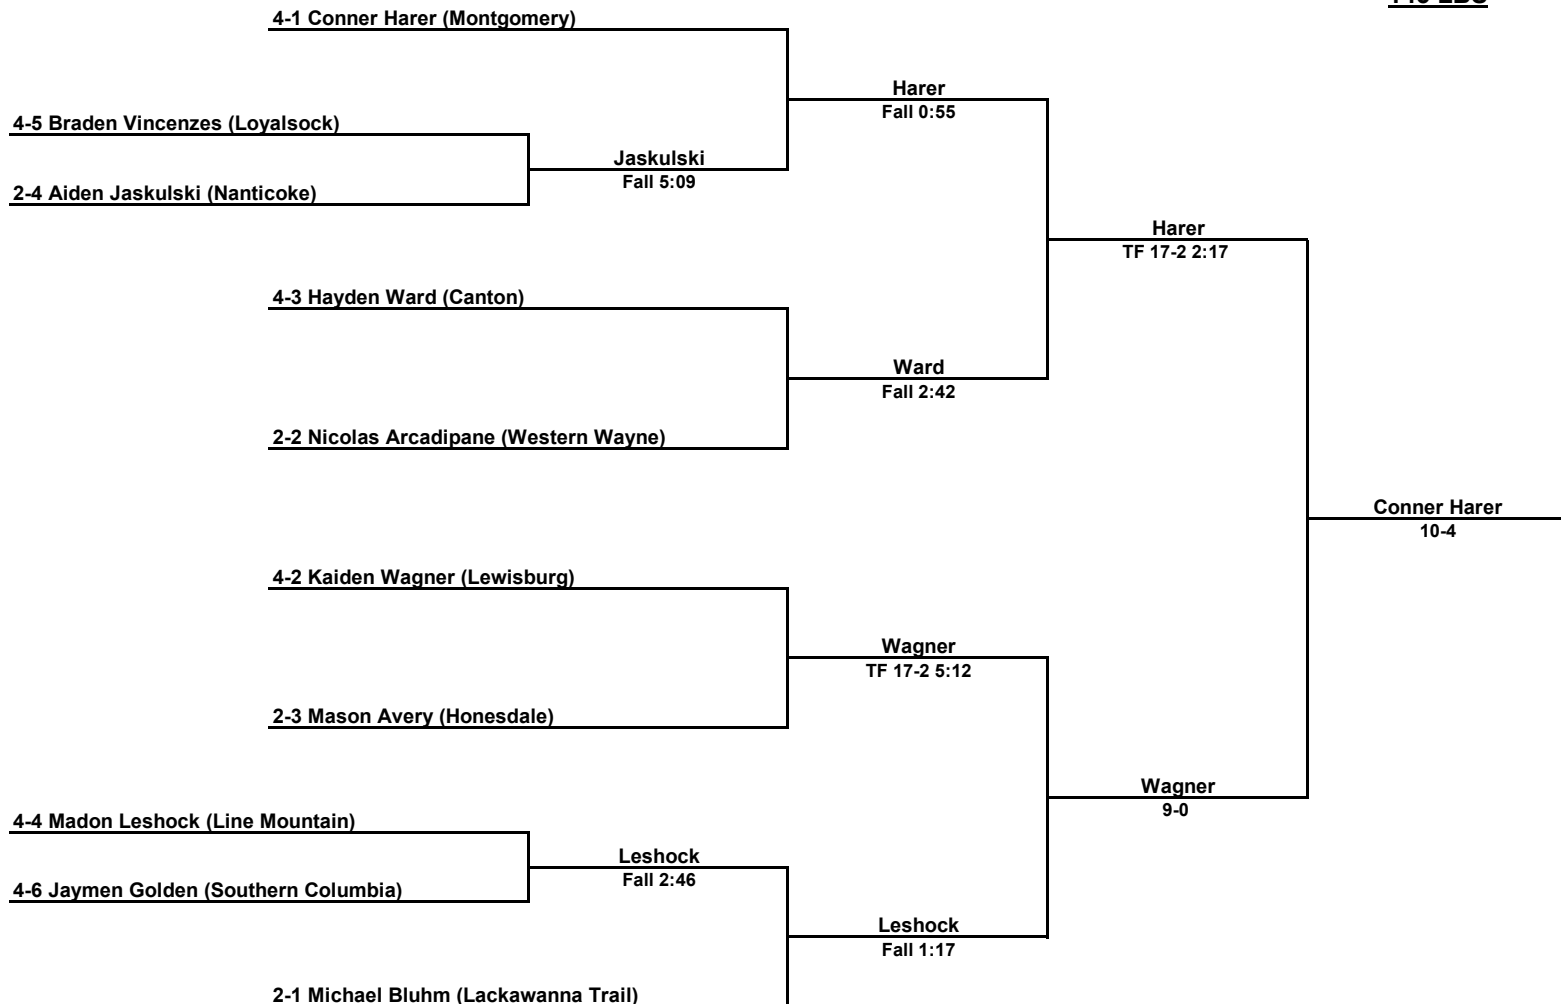 4-1 Conner Harer (Montgomery)
Harer
Fall 0:55
4-5 Braden Vincenzes (Loyalsock)
Jaskulski
Fall 5:09
2-4 Aiden Jaskulski (Nanticoke)
Harer
TF 17-2 2:17
4-3 Hayden Ward (Canton)
Ward
Fall 2:42
2-2 Nicolas Arcadipane (Western Wayne)
Conner Harer
10-4
4-2 Kaiden Wagner (Lewisburg)
Wagner
TF 17-2 5:12
2-3 Mason Avery (Honesdale)
Wagner
9-0
4-4 Madon Leshock (Line Mountain)
Leshock
Fall 2:46
4-6 Jaymen Golden (Southern Columbia)
Leshock
Fall 1:17
2-1 Michael Bluhm (Lackawanna Trail)